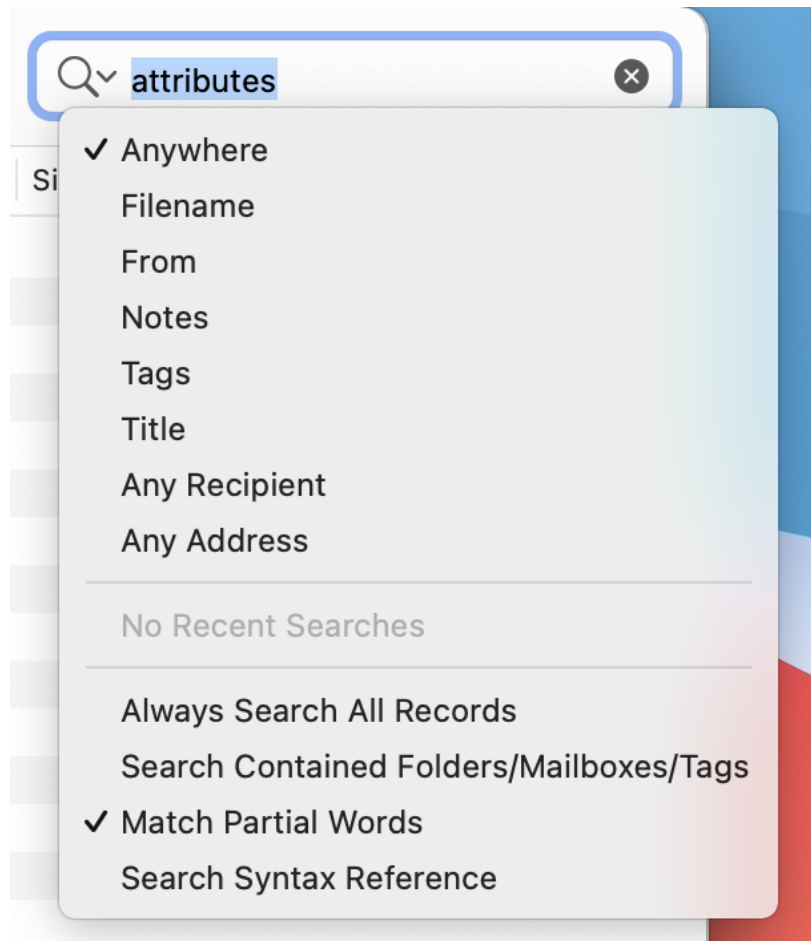 attributes
Anywhere
Si
Filename
From
Notes
Tags
Title
Any Recipient
Any Address
No Recent Searches
Always Search All Records
Search Contained Folders/Mailboxes/Tags
Match Partial Words
Search Syntax Reference